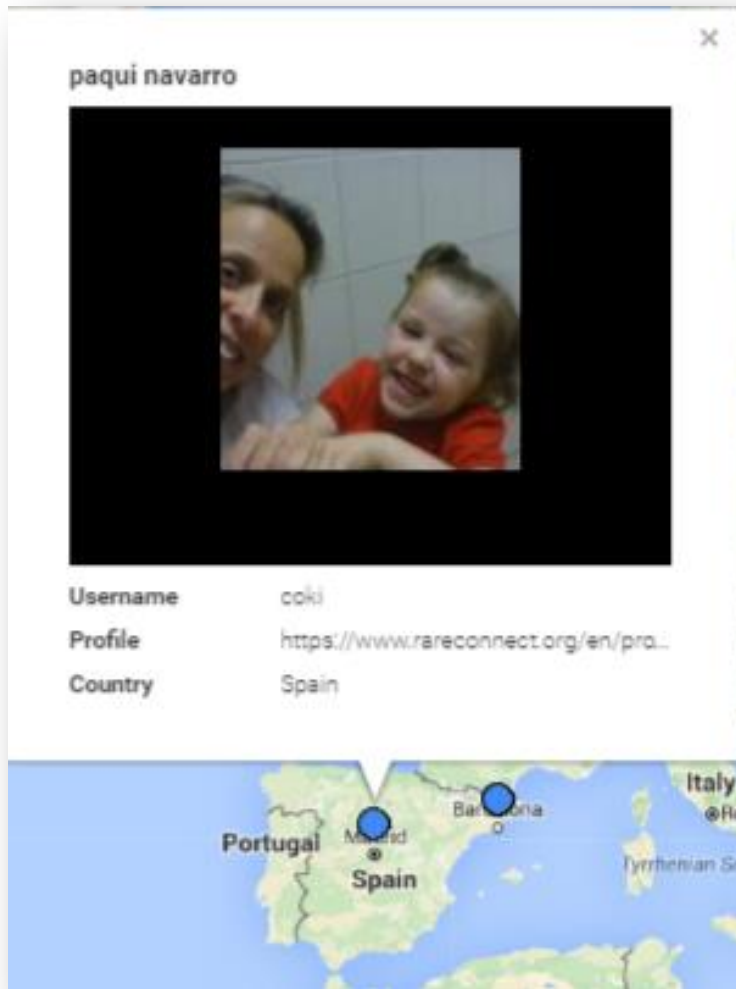 ×
paqui navarro
Username coki
Profile https://www.rareconnect.org/en/pro...
Country Spain
Italy
Portugal
Spain